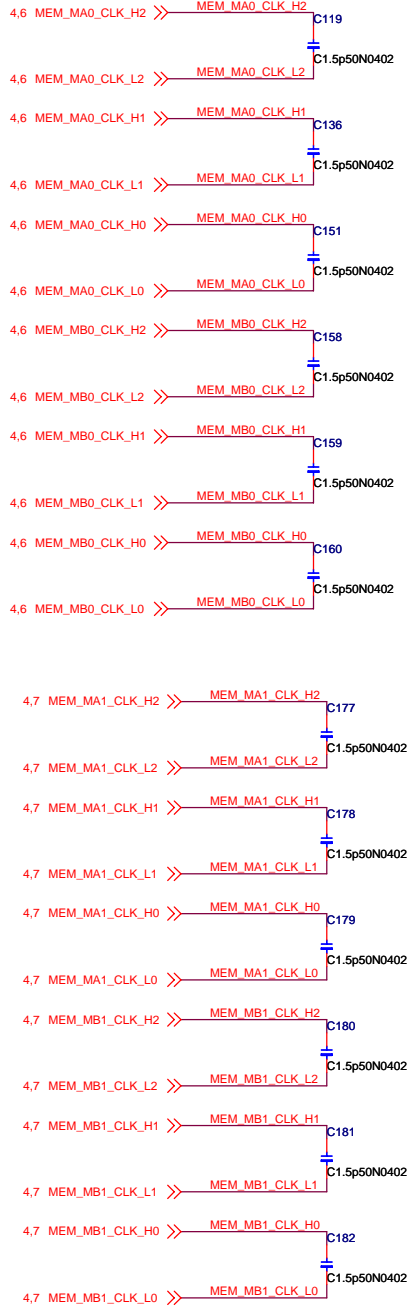 4,6 MEM_MA0_CLK_H2 MEM_MA0_CLK_H2
C119
C1.5p50N0402
4,6 MEM_MA0_CLK_L2 MEM_MA0_CLK_L2
4,6 MEM_MA0_CLK_H1 MEM_MA0_CLK_H1
C136
C1.5p50N0402
4,6 MEM_MA0_CLK_L1 MEM_MA0_CLK_L1
4,6 MEM_MA0_CLK_H0 MEM_MA0_CLK_H0
C151
C1.5p50N0402
4,6 MEM_MA0_CLK_L0 MEM_MA0_CLK_L0
4,6 MEM_MB0_CLK_H2 MEM_MB0_CLK_H2
C158
C1.5p50N0402
4,6 MEM_MB0_CLK_L2 MEM_MB0_CLK_L2
4,6 MEM_MB0_CLK_H1 MEM_MB0_CLK_H1
C159
C1.5p50N0402
4,6 MEM_MB0_CLK_L1 MEM_MB0_CLK_L1
4,6 MEM_MB0_CLK_H0 MEM_MB0_CLK_H0
C160
C1.5p50N0402
4,6 MEM_MB0_CLK_L0 MEM_MB0_CLK_L0
4,7 MEM_MA1_CLK_H2 MEM_MA1_CLK_H2
C177
C1.5p50N0402
4,7 MEM_MA1_CLK_L2 MEM_MA1_CLK_L2
4,7 MEM_MA1_CLK_H1 MEM_MA1_CLK_H1
C178
C1.5p50N0402
4,7 MEM_MA1_CLK_L1 MEM_MA1_CLK_L1
4,7 MEM_MA1_CLK_H0 MEM_MA1_CLK_H0
C179
C1.5p50N0402
4,7 MEM_MA1_CLK_L0 MEM_MA1_CLK_L0
4,7 MEM_MB1_CLK_H2 MEM_MB1_CLK_H2
C180
C1.5p50N0402
4,7 MEM_MB1_CLK_L2 MEM_MB1_CLK_L2
4,7 MEM_MB1_CLK_H1 MEM_MB1_CLK_H1
C181
C1.5p50N0402
4,7 MEM_MB1_CLK_L1 MEM_MB1_CLK_L1
4,7 MEM_MB1_CLK_H0 MEM_MB1_CLK_H0
C182
C1.5p50N0402
4,7 MEM_MB1_CLK_L0 MEM_MB1_CLK_L0